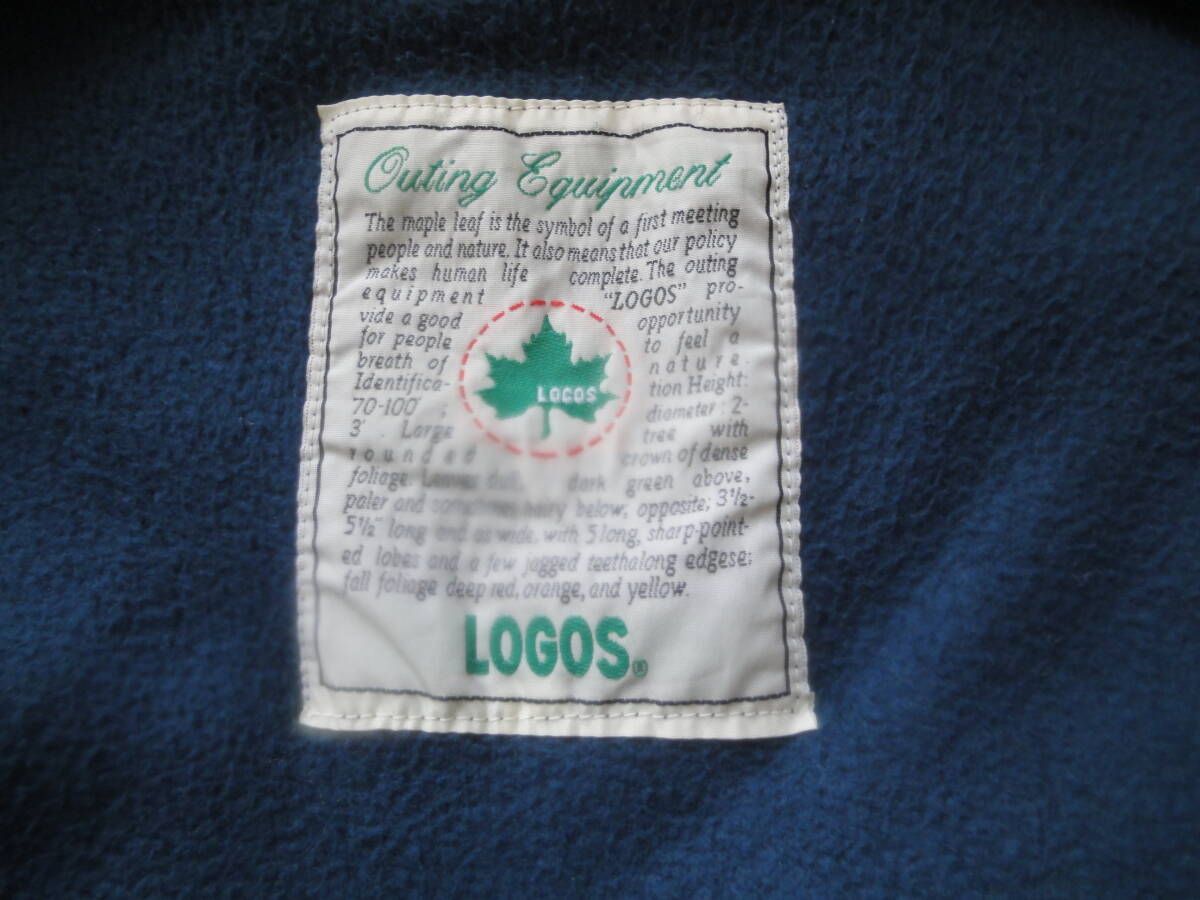 Outing Equipment
The maple leaf is the symbol of a first meeting
people and nature. It also means that our policy
makes human life complete. The outing
equipment "LOGOS" pro-
vide a good opportunity
for people to feel a
breath of nature.
Identifica- tion Height:
70-100' ; diameter : 2-
3' . Large tree with
rounded crown of dense
foliage. Leaves dull, dark green above,
paler and sometimes hairy below, opposite; 3½-
5½" long and as wide, with 5 long, sharp-point-
ed lobes and a few jagged teethalong edgese;
fall foliage deep red, orange, and yellow.
LOGOS
LOGOS®